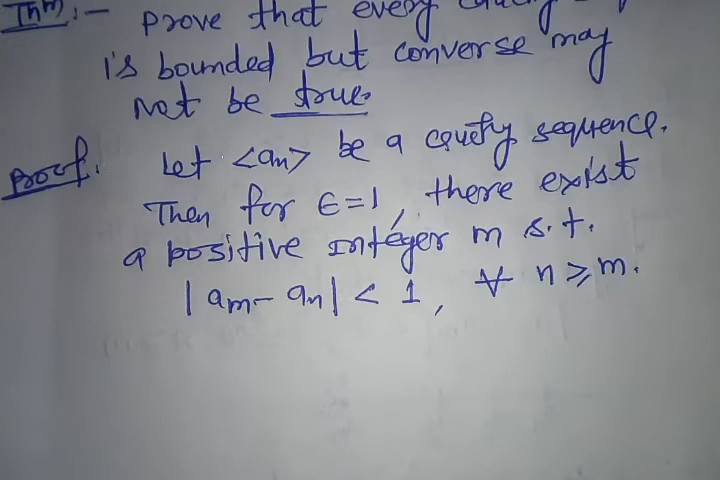 Thm:- Prove that every
is bounded but converse may
not be true.
Proof: Let <an> be a cauchy sequence.
Then for ε=1, there exist
a positive integer m s.t.
|am - an| < 1, ∀ n ≥ m.